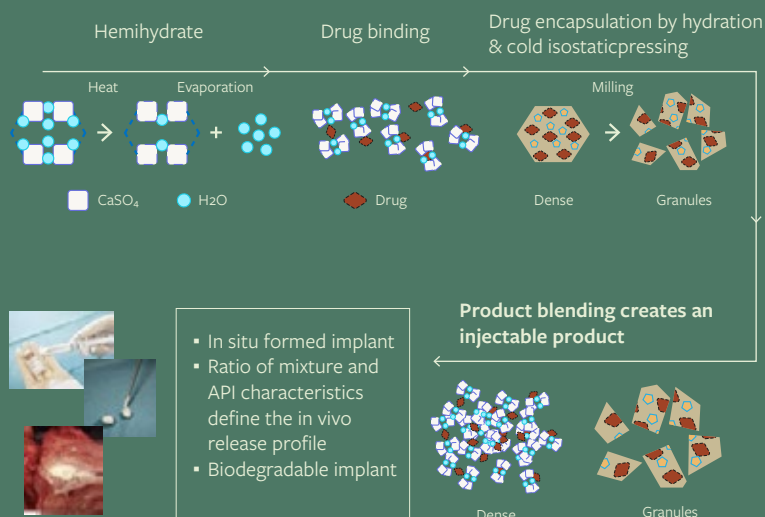 Hemihydrate
Drug binding
Drug encapsulation by hydration
& cold isostaticpressing
Heat
Evaporation
Milling
CaSO₄
H2O
Drug
Dense
Granules
Product blending creates an
injectable product
▪ In situ formed implant
▪ Ratio of mixture and
API characteristics
define the in vivo
release profile
▪ Biodegradable implant
Dense
Granules